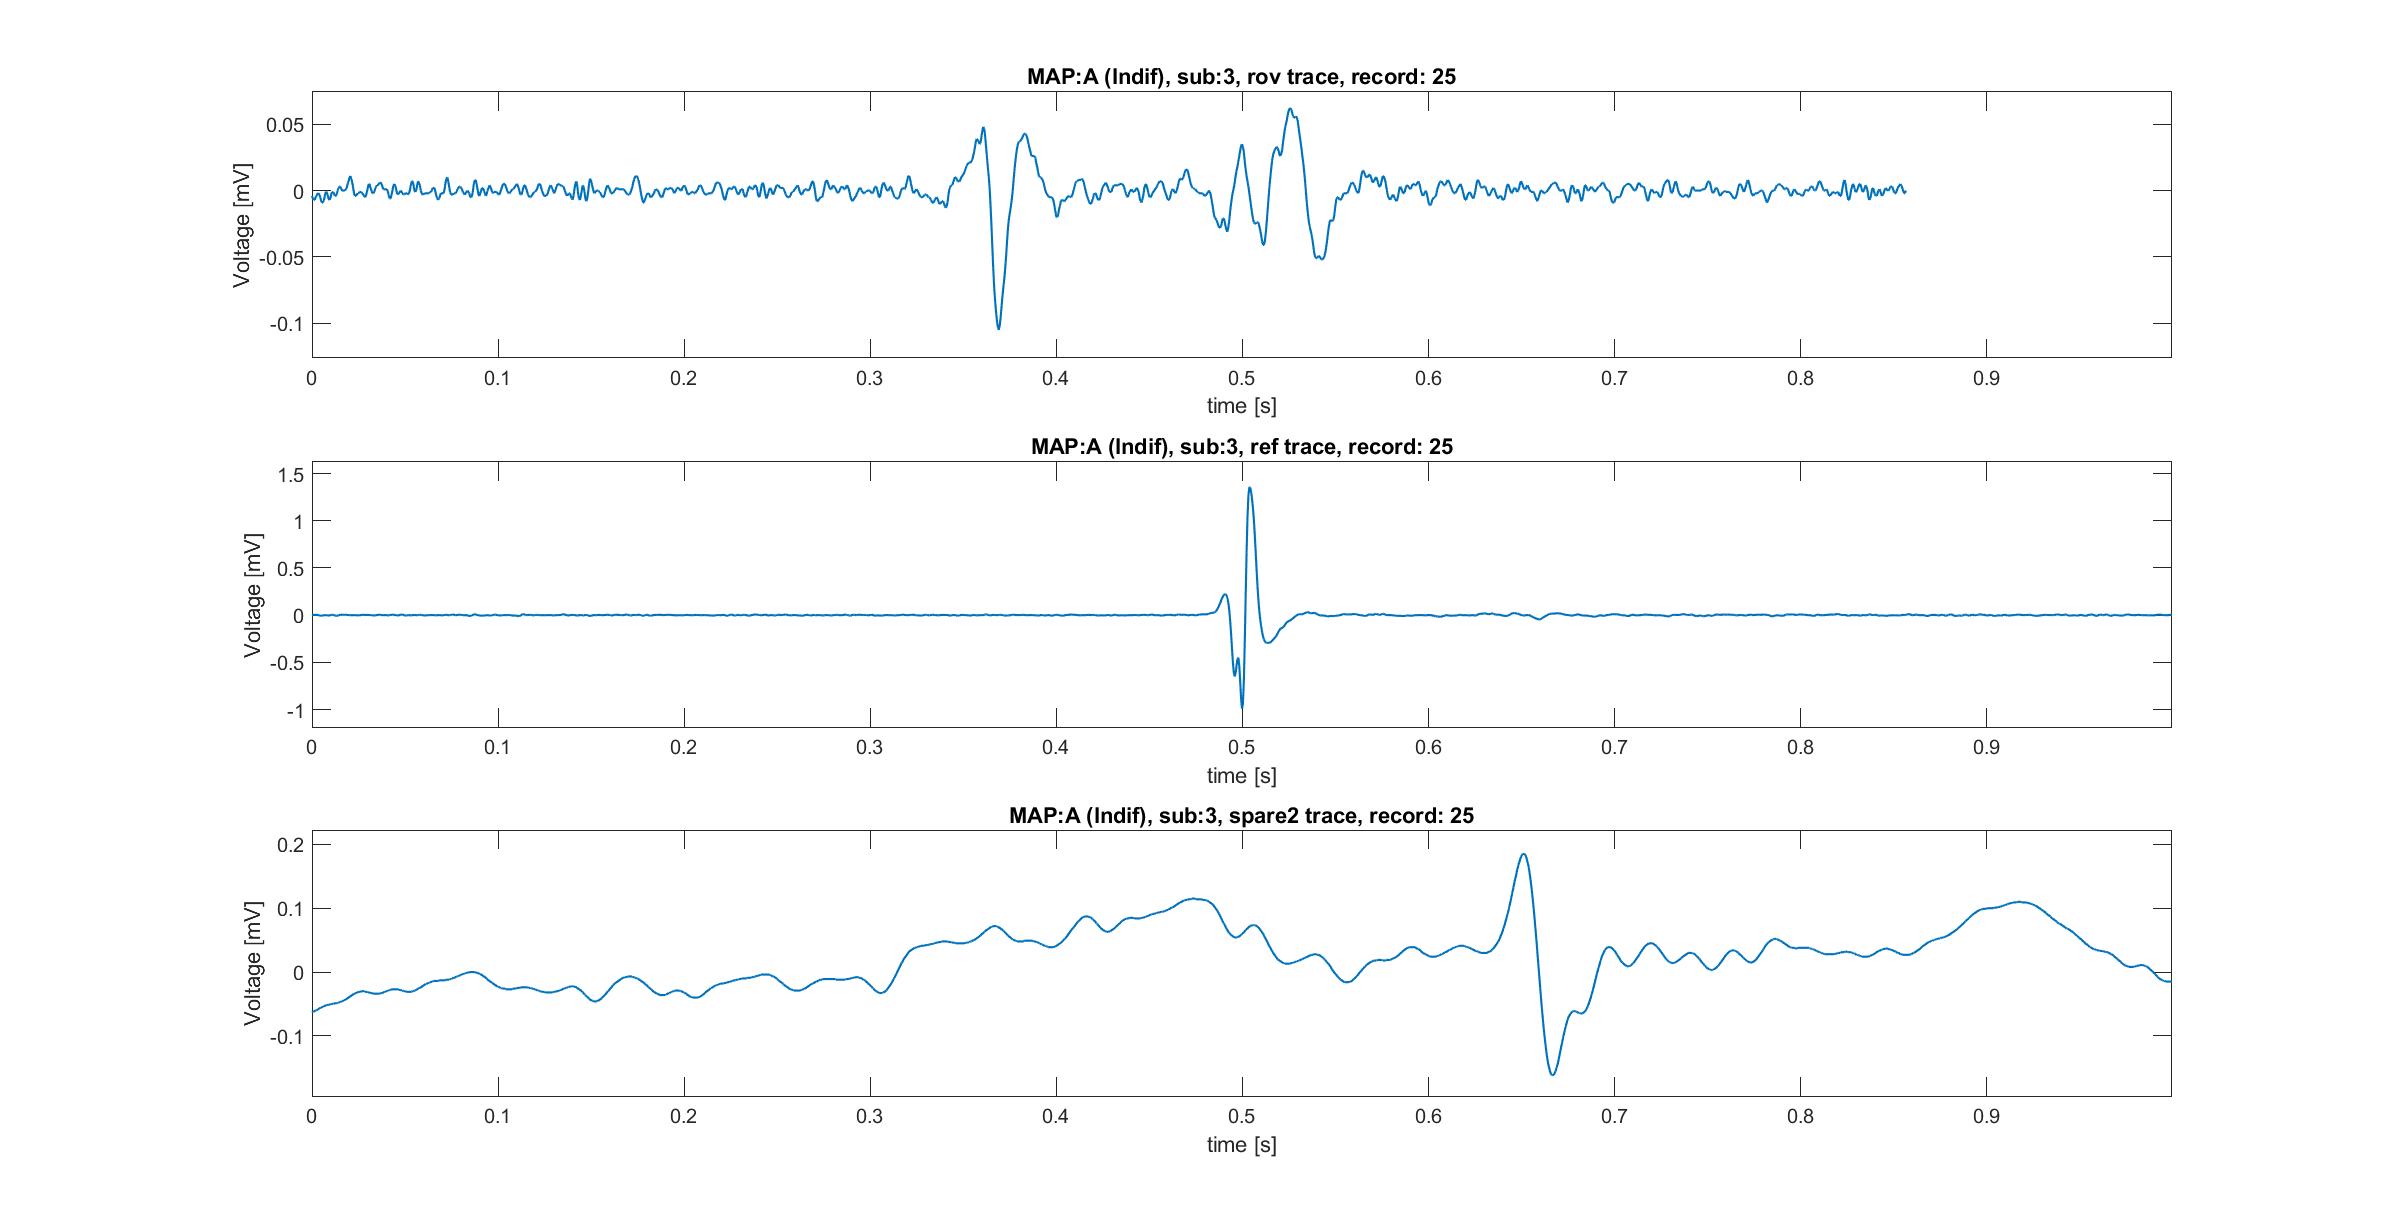 MAP:A (Indif), sub:3, rov trace, record: 25
Voltage [mV]
0.05
0
-0.05
-0.1
0 0.1 0.2 0.3 0.4 0.5 0.6 0.7 0.8 0.9
time [s]
MAP:A (Indif), sub:3, ref trace, record: 25
Voltage [mV]
1.5
1
0.5
0
-0.5
-1
0 0.1 0.2 0.3 0.4 0.5 0.6 0.7 0.8 0.9
time [s]
MAP:A (Indif), sub:3, spare2 trace, record: 25
Voltage [mV]
0.2
0.1
0
-0.1
0 0.1 0.2 0.3 0.4 0.5 0.6 0.7 0.8 0.9
time [s]